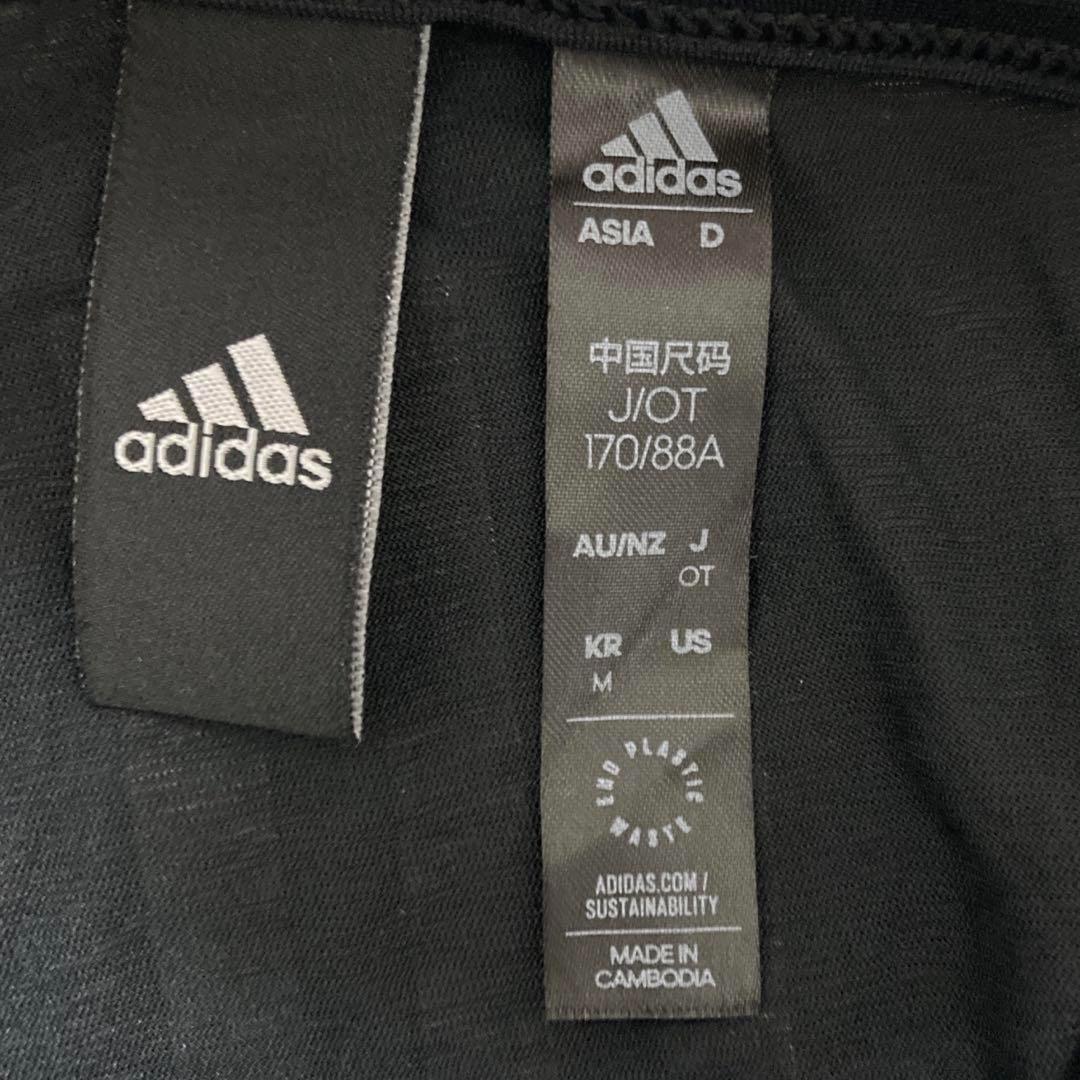 adidas
adidas
ASIA D
中国尺码
J/OT
170/88A
AU/NZ J
OT
KR US
M
END PLASTIC WASTE
ADIDAS.COM/
SUSTAINABILITY
MADE IN
CAMBODIA